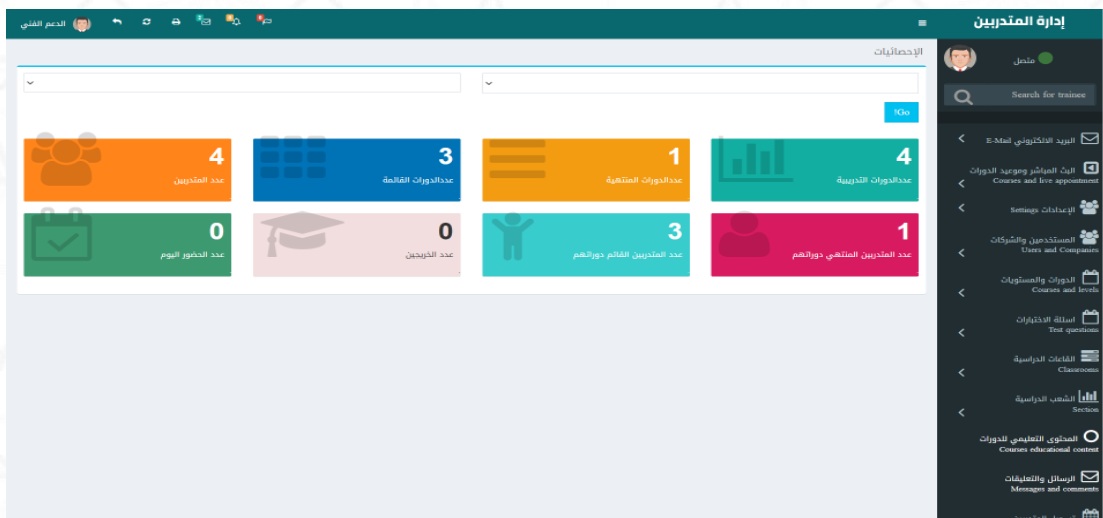 إدارة المتدربين
الدعم الفني
متصل
Search for trainee
البريد الالكتروني E-Mail
البث المباشر وموعيد الدورات
Courses and live appointment
الإعدادات Settings
المستخدمين والشركات
Users and Companies
الدورات والمستويات
Courses and levels
اسئلة الاختبارات
Test questions
القاعات الدراسية
Classrooms
الشعب الدراسية
Section
المحتوى التعليمي للدورات
Courses educational content
الرسائل والتعليقات
Messages and comments
الإحصائيات
Go!
4
عددالدورات التدريبية
1
عددالدورات المنتهية
3
عددالدورات القائمة
4
عدد المتدربين
1
عدد المتدربين المنتهي دوراتهم
3
عدد المتدربين القائم دوراتهم
0
عدد الخريجين
0
عدد الحضور اليوم